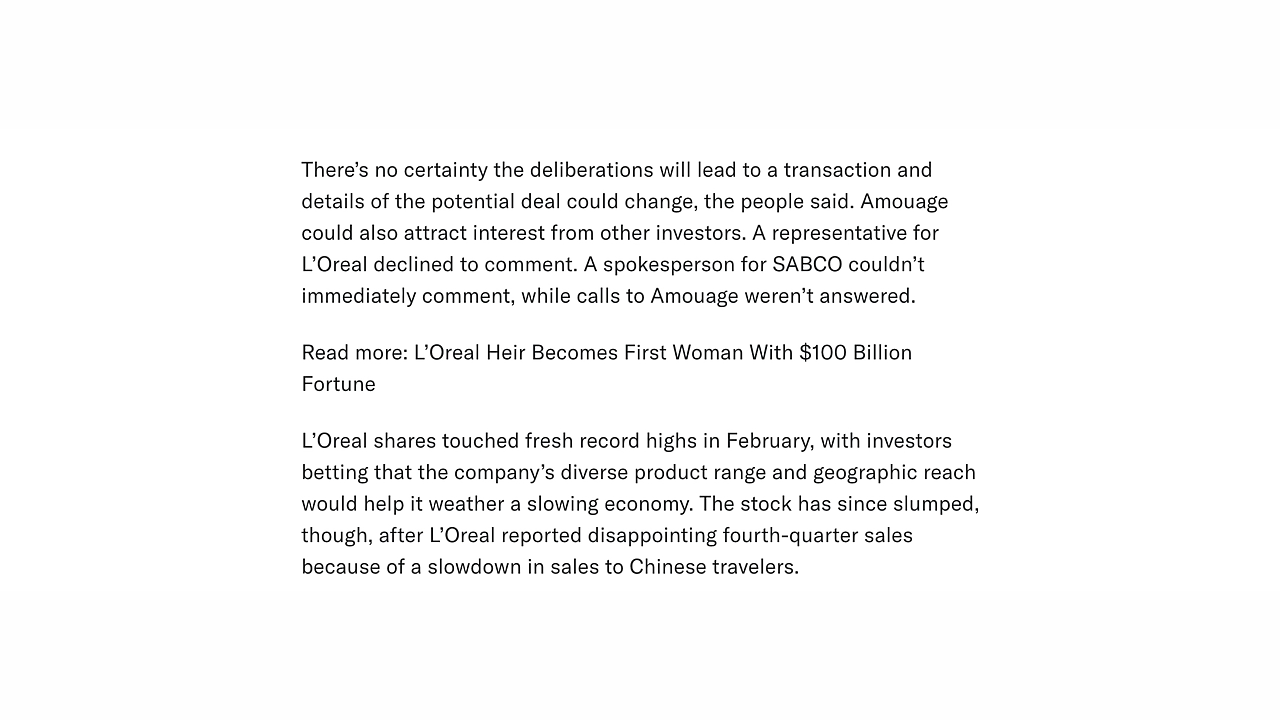 There’s no certainty the deliberations will lead to a transaction and
details of the potential deal could change, the people said. Amouage
could also attract interest from other investors. A representative for
L’Oreal declined to comment. A spokesperson for SABCO couldn’t
immediately comment, while calls to Amouage weren’t answered.
Read more: L’Oreal Heir Becomes First Woman With $100 Billion
Fortune
L’Oreal shares touched fresh record highs in February, with investors
betting that the company’s diverse product range and geographic reach
would help it weather a slowing economy. The stock has since slumped,
though, after L’Oreal reported disappointing fourth-quarter sales
because of a slowdown in sales to Chinese travelers.